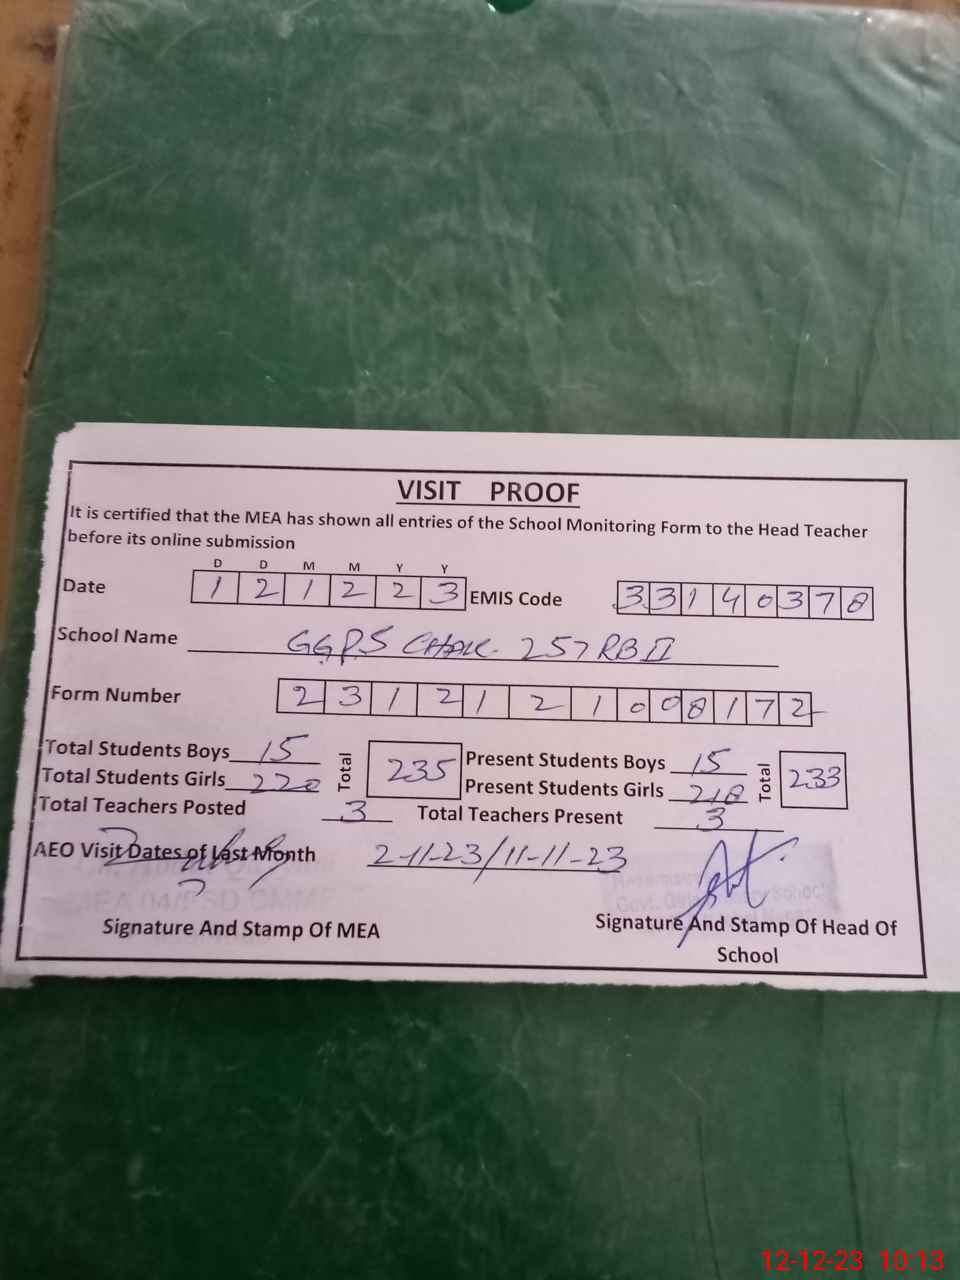 VISIT PROOF
It is certified that the MEA has shown all entries of the School Monitoring Form to the Head Teacher
before its online submission
D D M M Y Y
Date 1 2 1 2 2 3 EMIS Code 3 3 1 4 0 3 7 8
School Name GGPS CHAK 257 RB II
Form Number 2 3 1 2 1 2 1 0 0 8 1 7 2
Total Students Boys 15 Total 235 Present Students Boys 15 Total 233
Total Students Girls 220 Present Students Girls 218
Total Teachers Posted 3 Total Teachers Present 3
AEO Visit Dates of Last Month 2-11-23/11-11-23
Signature And Stamp Of MEA
Signature And Stamp Of Head Of
School
12-12-23 10:13